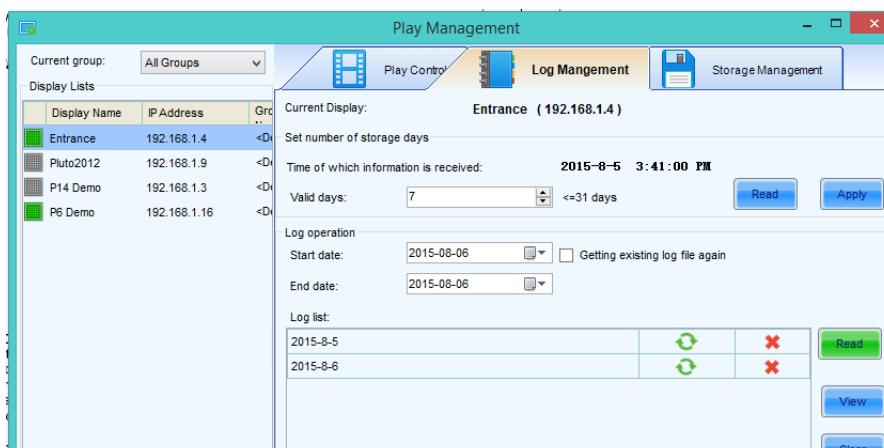 Play Management
Current group: All Groups
Display Lists
Display Name IP Address Gro
Entrance 192.168.1.4 <De
Pluto2012 192.168.1.9 <De
P14 Demo 192.168.1.3 <De
P6 Demo 192.168.1.16 <De
Play Control Log Mangement Storage Management
Current Display: Entrance ( 192.168.1.4 )
Set number of storage days
Time of which information is received: 2015-8-5 3:41:00 PM
Valid days: 7 <=31 days Read Apply
Log operation
Start date: 2015-08-06 Getting existing log file again
End date: 2015-08-06
Log list:
2015-8-5 Read
2015-8-6
View